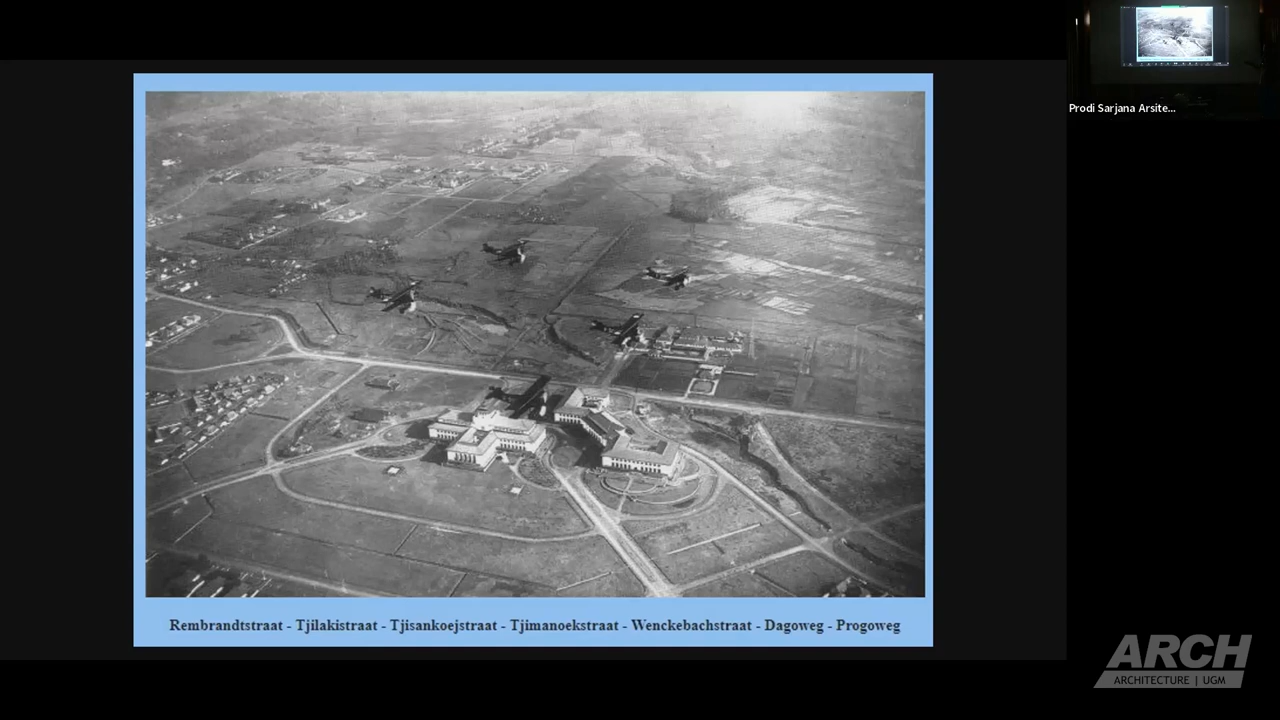 Prodi Sarjana Arsite...
Rembrandtstraat - Tjilakistraat - Tjisankoejstraat - Tjimanoekstraat - Wenckebachstraat - Dagoweg - Progoweg
ARCH
ARCHITECTURE | UGM